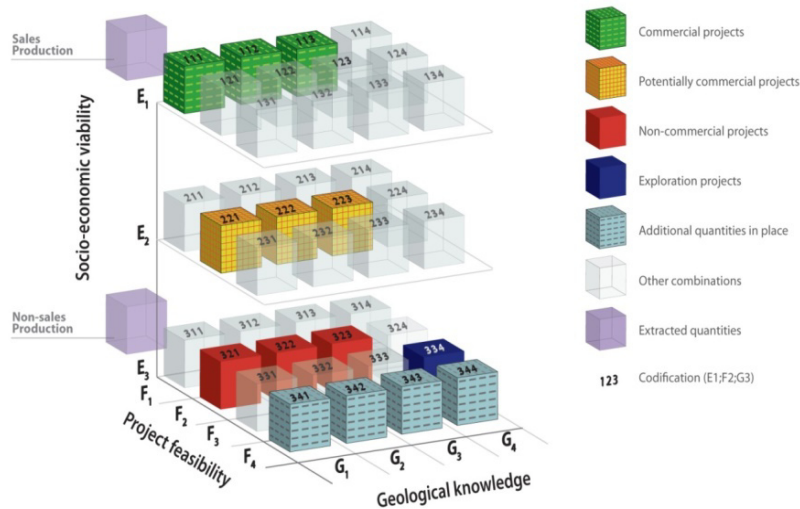 Sales
Production
Socio-economic viability
E1
111 112 113 114
121 122 123 124
131 132 133 134
E2
211 212 213 214
221 222 223 224
231 232 233 234
Non-sales
Production
E3
311 312 313 314
321 322 323 324
331 332 333 334
341 342 343 344
F1
F2
F3
F4
Project feasibility
G1
G2
G3
G4
Geological knowledge
Commercial projects
Potentially commercial projects
Non-commercial projects
Exploration projects
Additional quantities in place
Other combinations
Extracted quantities
123 Codification (E1;F2;G3)